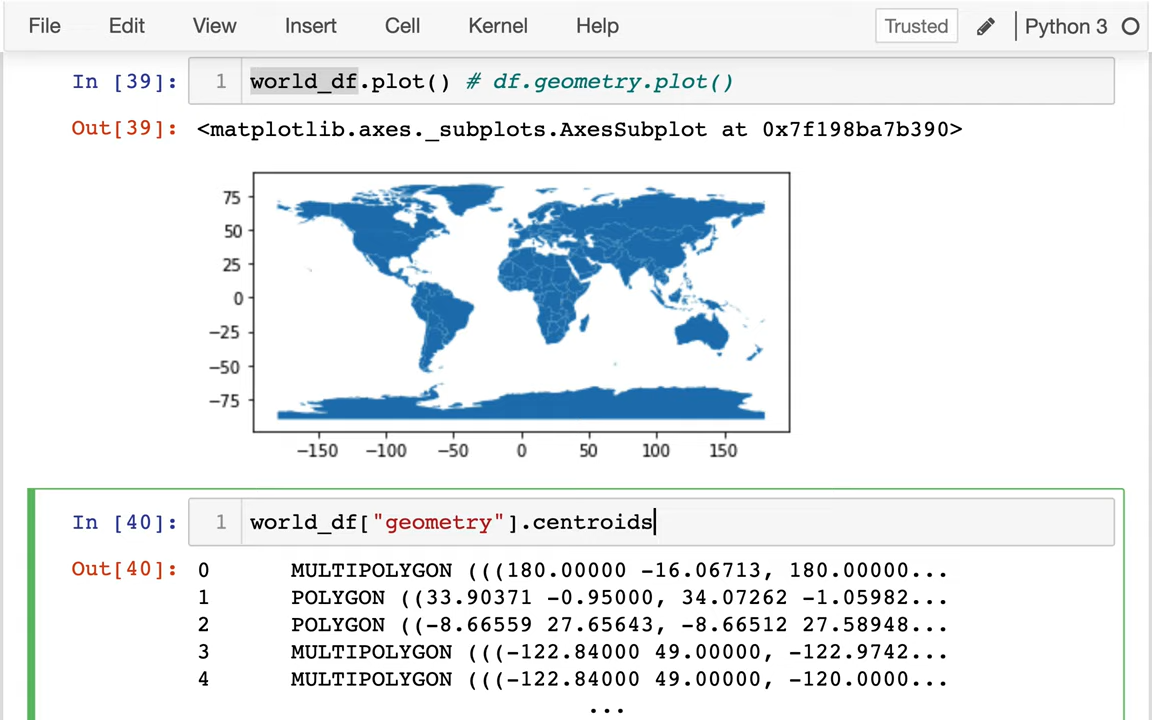 File Edit View Insert Cell Kernel Help Trusted Python 3
In [39]: 1 world_df.plot() # df.geometry.plot()
Out[39]: <matplotlib.axes._subplots.AxesSubplot at 0x7f198ba7b390>
75
50
25
0
−25
−50
−75
−150 −100 −50 0 50 100 150
In [40]: 1 world_df["geometry"].centroids
Out[40]: 0 MULTIPOLYGON (((180.00000 -16.06713, 180.00000...
1 POLYGON ((33.90371 -0.95000, 34.07262 -1.05982...
2 POLYGON ((-8.66559 27.65643, -8.66512 27.58948...
3 MULTIPOLYGON (((-122.84000 49.00000, -122.9742...
4 MULTIPOLYGON (((-122.84000 49.00000, -120.0000...
...